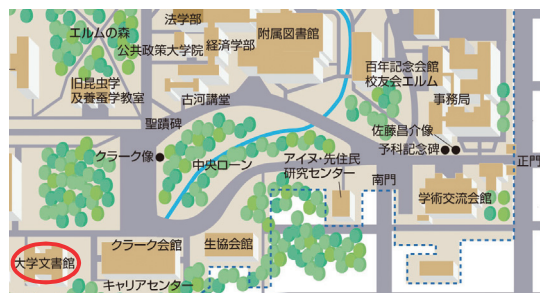 法学部
エルムの森
公共政策大学院
経済学部
附属図書館
百年記念会館
校友会エルム
旧昆虫学
及養蚕学教室
事務局
古河講堂
聖蹟碑
佐藤昌介像
予科記念碑
クラーク像
中央ローン
アイヌ・先住民
研究センター
正門
南門
学術交流会館
クラーク会館
生協会館
大学文書館
キャリアセンター